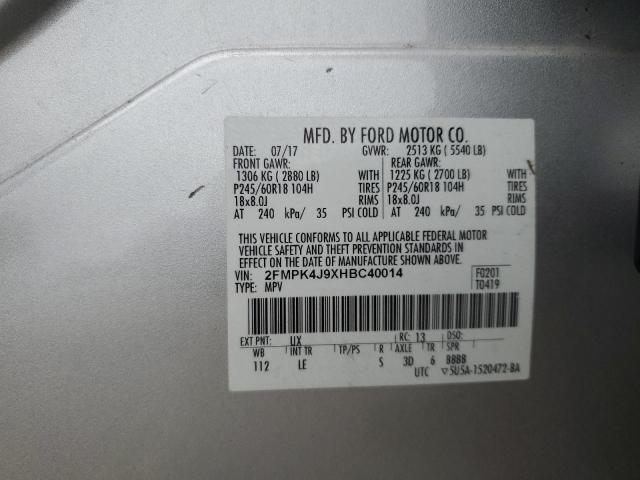 MFD. BY FORD MOTOR CO.
DATE: 07/17 GVWR: 2513 KG ( 5540 LB)
FRONT GAWR: REAR GAWR:
1306 KG ( 2880 LB) WITH 1225 KG ( 2700 LB) WITH
P245/60R18 104H TIRES P245/60R18 104H TIRES
18x8.0J RIMS 18x8.0J RIMS
AT 240 kPa/ 35 PSI COLD AT 240 kPa/ 35 PSI COLD
THIS VEHICLE CONFORMS TO ALL APPLICABLE FEDERAL MOTOR
VEHICLE SAFETY AND THEFT PREVENTION STANDARDS IN
EFFECT ON THE DATE OF MANUFACTURE SHOWN ABOVE.
VIN: 2FMPK4J9XHBC40014 F0201
TYPE: MPV T0419
EXT PNT: UX RC: 13 DSO:
WB INT TR TP/PS R AXLE TR SPR
112 LE S 3D 6 BBBB
UTC ▽5U5A-1520472-BA